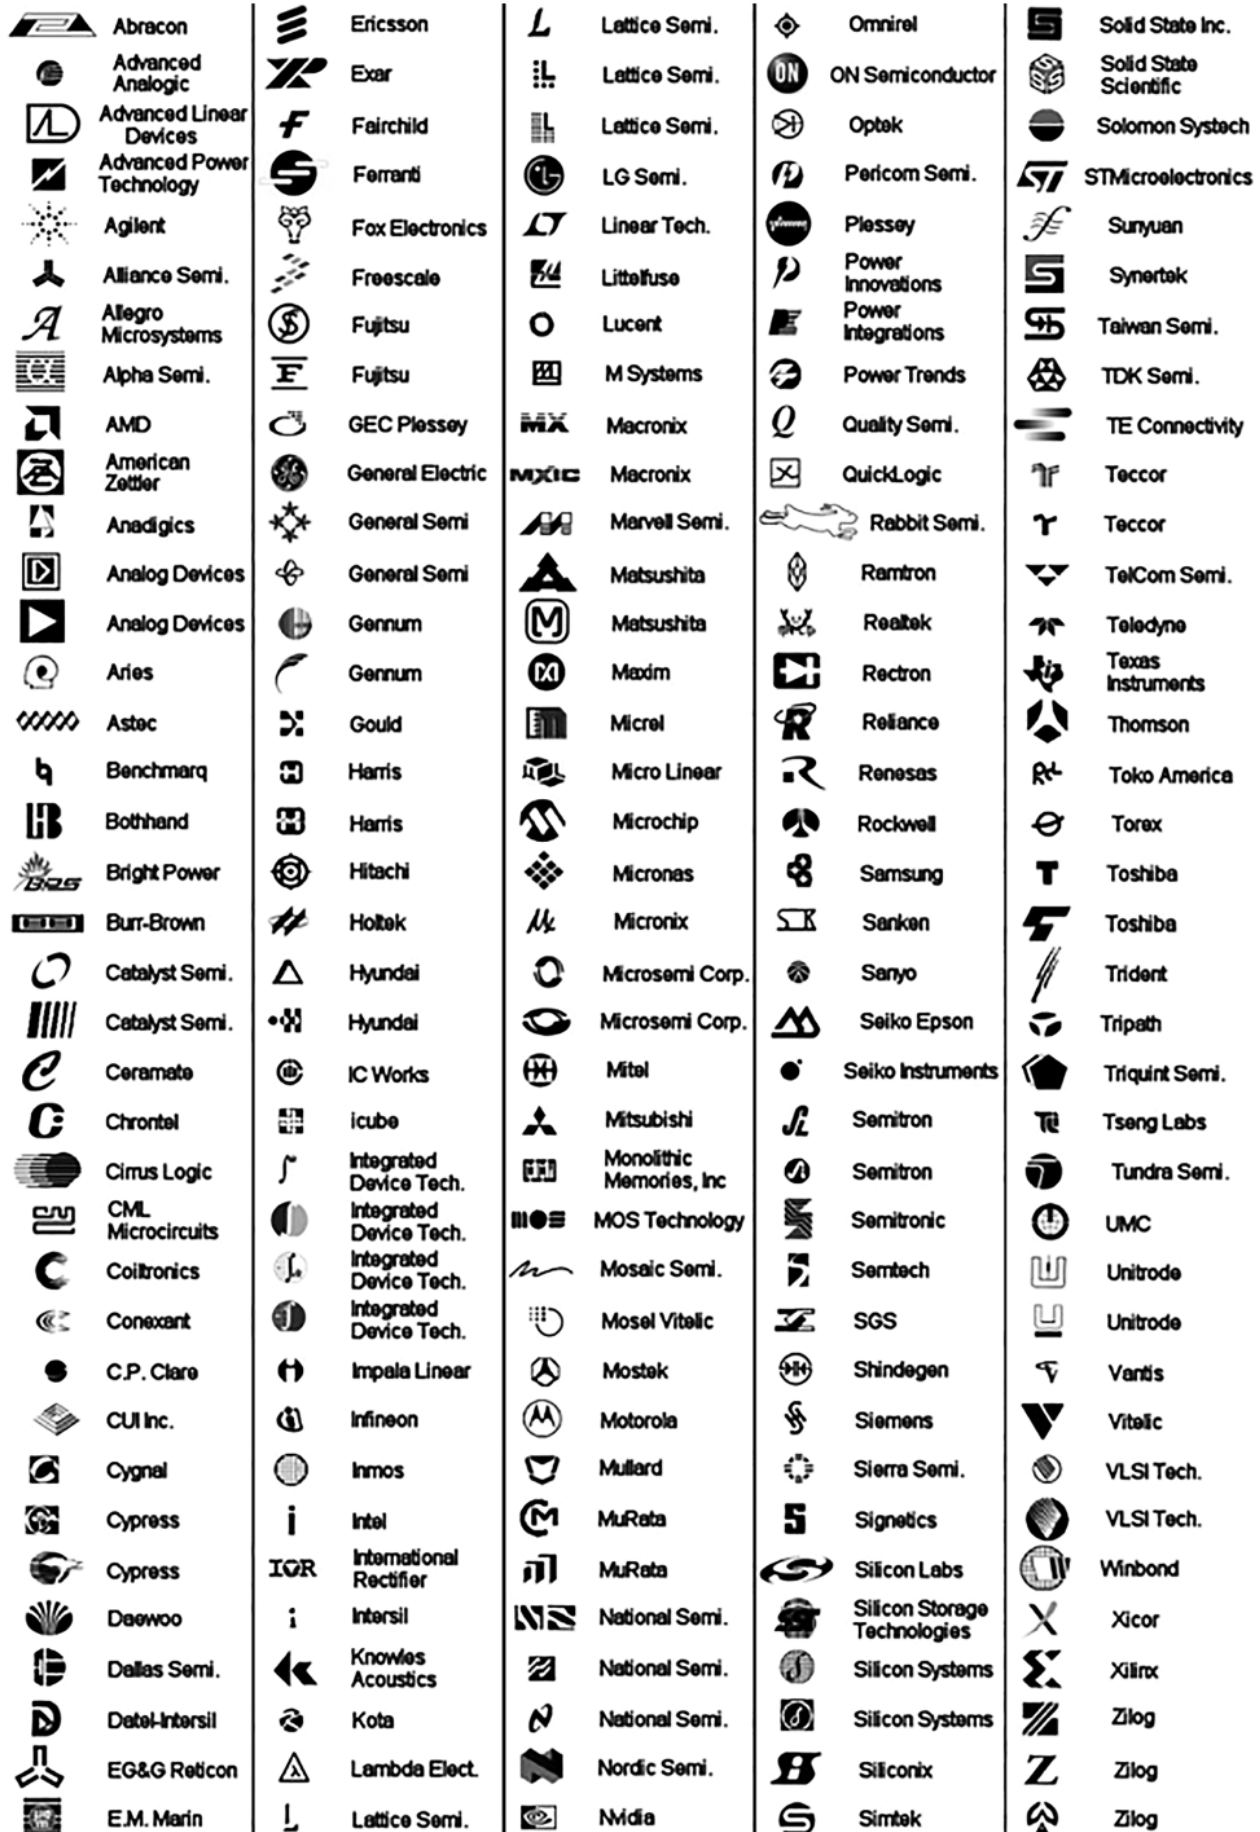 Abracon
Advanced
Analogic
Advanced Linear
Devices
Advanced Power
Technology
Agilent
Alliance Semi.
Allegro
Microsystems
Alpha Semi.
AMD
American
Zettler
Anadigics
Analog Devices
Analog Devices
Aries
Astec
Benchmarq
Bothhand
Bright Power
Burr-Brown
Catalyst Semi.
Catalyst Semi.
Ceramate
Chrontel
Cirrus Logic
CML
Microcircuits
Coiltronics
Conexant
C.P. Clare
CUI Inc.
Cygnal
Cypress
Cypress
Daewoo
Dallas Semi.
Datel-Intersil
EG&G Reticon
E.M. Marin
Ericsson
Exar
F Fairchild
Ferranti
Fox Electronics
Freescale
Fujitsu
F Fujitsu
GEC Plessey
General Electric
General Semi
General Semi
Gennum
Gennum
Gould
Harris
Harris
Hitachi
Holtek
Hyundai
Hyundai
IC Works
icube
Integrated
Device Tech.
Integrated
Device Tech.
Integrated
Device Tech.
Integrated
Device Tech.
Impala Linear
Infineon
Inmos
i Intel
IOR International
Rectifier
i Intersil
Knowles
Acoustics
Kota
Lambda Elect.
L Lattice Semi.
L Lattice Semi.
L Lattice Semi.
L Lattice Semi.
LG Semi.
Linear Tech.
Littelfuse
Lucent
M Systems
MX Macronix
MXIC Macronix
Marvell Semi.
Matsushita
M Matsushita
Maxim
Micrel
Micro Linear
Microchip
Micronas
Micronix
Microsemi Corp.
Microsemi Corp.
Mitel
Mitsubishi
Monolithic
Memories, Inc
MOS MOS Technology
Mosaic Semi.
Mosel Vitelic
Mostek
Motorola
Mullard
MuRata
MuRata
National Semi.
National Semi.
National Semi.
Nordic Semi.
Nvidia
Omnirel
ON ON Semiconductor
Optek
Pericom Semi.
Plessey Plessey
Power
Innovations
Power
Integrations
Power Trends
Q Quality Semi.
QuickLogic
Rabbit Semi.
Ramtron
Realtek
Rectron
R Reliance
R Renesas
Rockwell
Samsung
SK Sanken
Sanyo
Seiko Epson
Seiko Instruments
Semitron
Semitron
Semitronic
Semtech
SGS
Shindegen
Siemens
Sierra Semi.
S Signetics
Silicon Labs
SST Silicon Storage
Technologies
Silicon Systems
Silicon Systems
Siliconix
Simtek
S Solid State Inc.
Solid State
Scientific
Solomon Systech
ST STMicroelectronics
Sunyuan
Synertek
Taiwan Semi.
TDK Semi.
TE Connectivity
Teccor
Teccor
TelCom Semi.
Teledyne
Texas
Instruments
Thomson
Toko America
Torex
T Toshiba
Toshiba
Trident
Tripath
Triquint Semi.
Tseng Labs
Tundra Semi.
UMC
Unitrode
Unitrode
Vantis
Vitelic
VLSI Tech.
VLSI Tech.
Winbond
X Xicor
Xilinx
Zilog
Z Zilog
Zilog